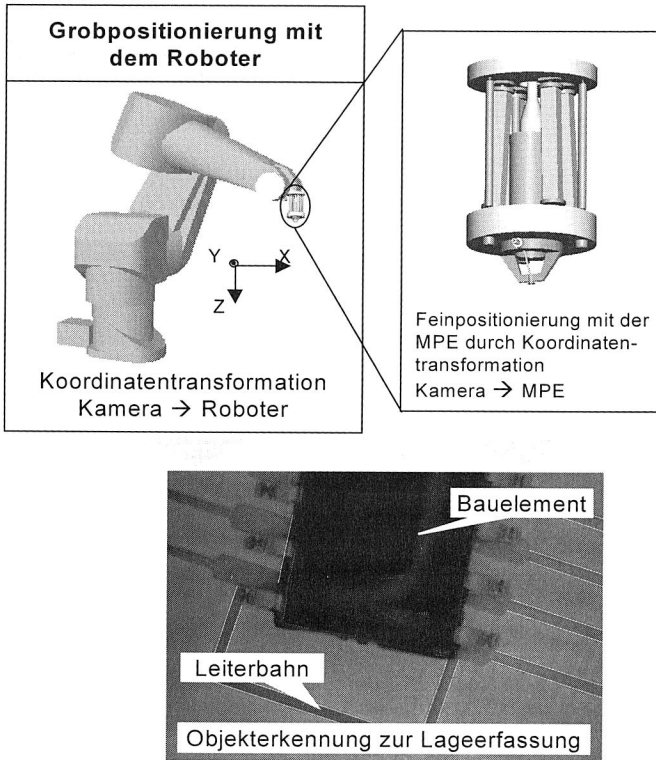 Grobpositionierung mit
dem Roboter
Y
X
Z
Koordinatentransformation
Kamera → Roboter
Feinpositionierung mit der
MPE durch Koordinaten-
transformation
Kamera → MPE
Bauelement
Leiterbahn
Objekterkennung zur Lageerfassung